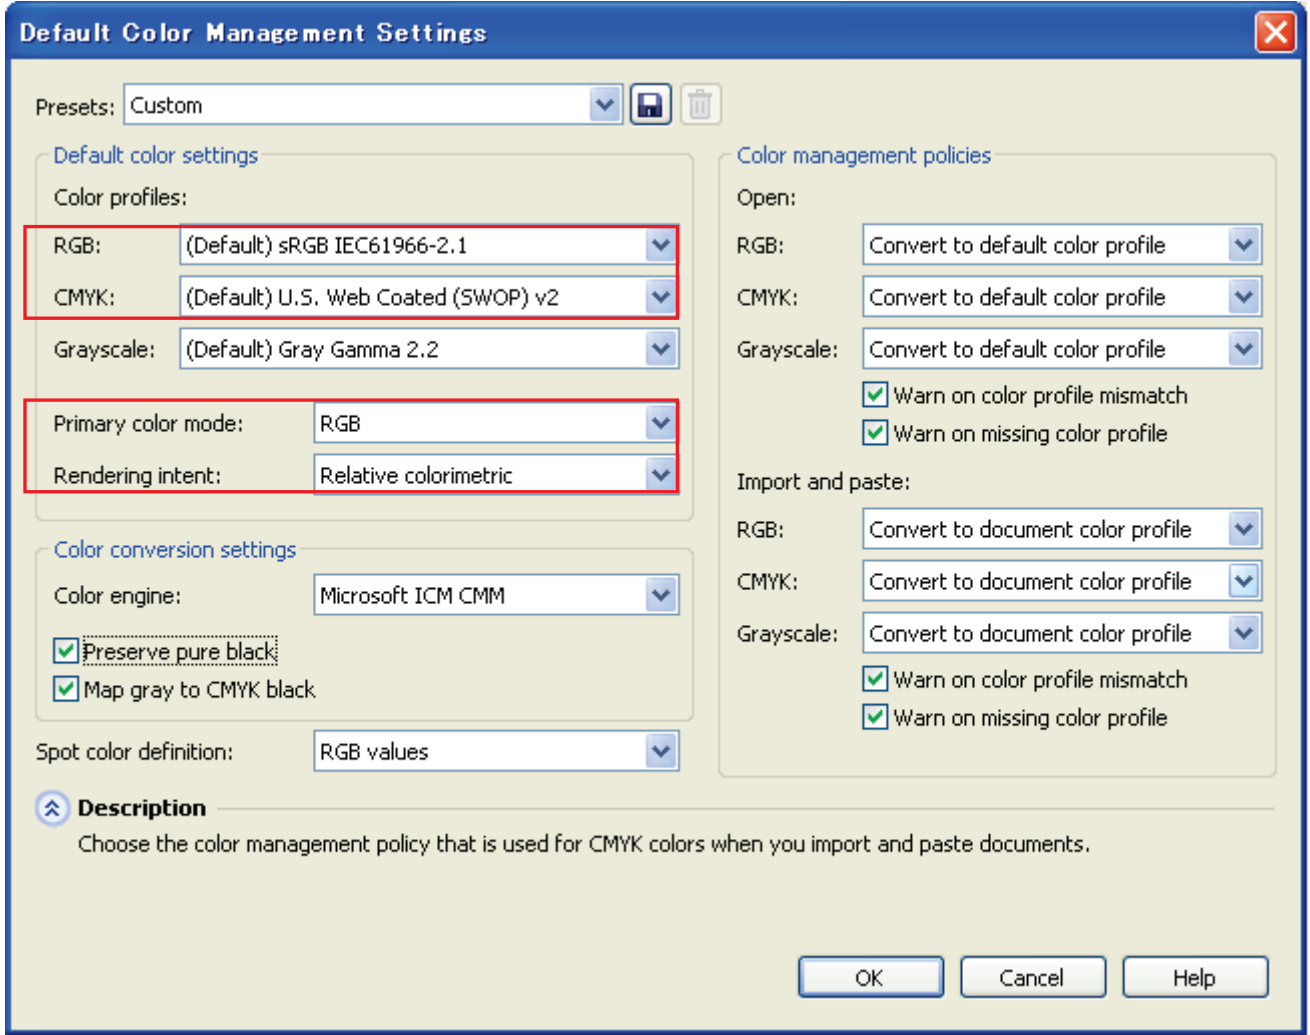 Default Color Management Settings
Presets: Custom
Default color settings
Color profiles:
RGB: (Default) sRGB IEC61966-2.1
CMYK: (Default) U.S. Web Coated (SWOP) v2
Grayscale: (Default) Gray Gamma 2.2
Primary color mode: RGB
Rendering intent: Relative colorimetric
Color conversion settings
Color engine: Microsoft ICM CMM
Preserve pure black
Map gray to CMYK black
Spot color definition: RGB values
Color management policies
Open:
RGB: Convert to default color profile
CMYK: Convert to default color profile
Grayscale: Convert to default color profile
Warn on color profile mismatch
Warn on missing color profile
Import and paste:
RGB: Convert to document color profile
CMYK: Convert to document color profile
Grayscale: Convert to document color profile
Warn on color profile mismatch
Warn on missing color profile
Description
Choose the color management policy that is used for CMYK colors when you import and paste documents.
OK Cancel Help